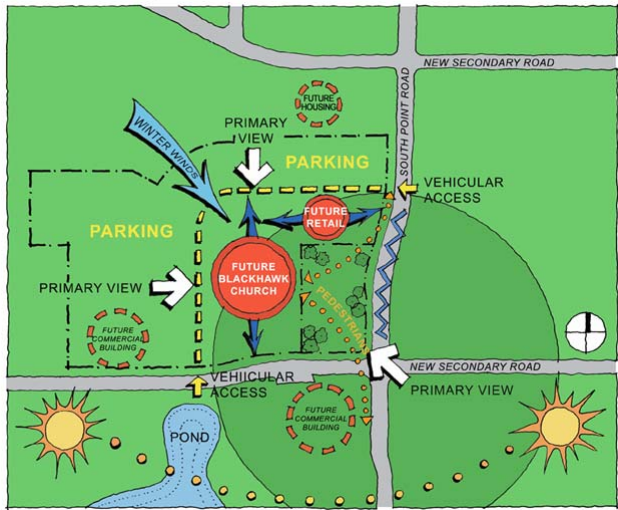 NEW SECONDARY ROAD
SOUTH POINT ROAD
FUTURE
HOUSING
WINTER WINDS
PRIMARY
VIEW
PARKING
VEHICULAR
ACCESS
FUTURE
RETAIL
PARKING
FUTURE
BLACKHAWK
CHURCH
PRIMARY VIEW
PEDESTRIAN
FUTURE
COMMERCIAL
BUILDING
NEW SECONDARY ROAD
VEHIICULAR
ACCESS
PRIMARY VIEW
FUTURE
COMMERCIAL
BUILDING
POND